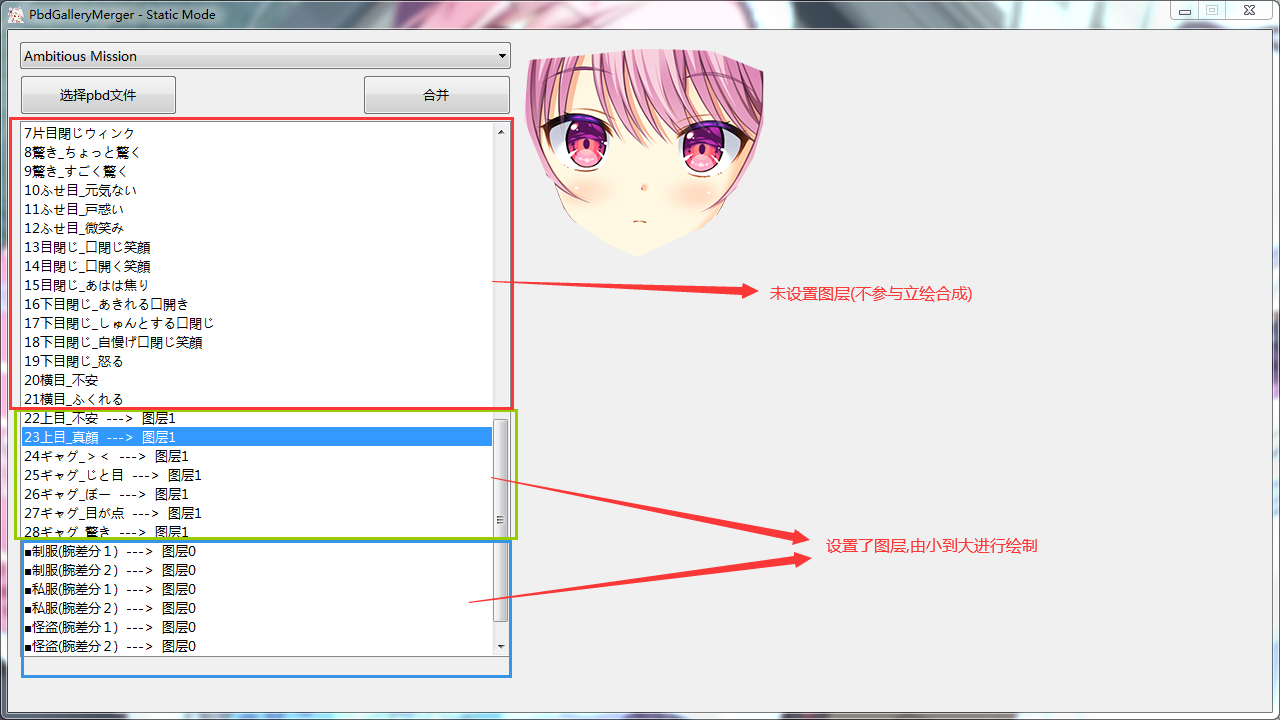 PbdGalleryMerger - Static Mode
Ambitious Mission
选择pbd文件
合并
7片目閉じウィンク
8驚き_ちょっと驚く
9驚き_すごく驚く
10ふせ目_元気ない
11ふせ目_戸惑い
12ふせ目_微笑み
13目閉じ_口閉じ笑顔
14目閉じ_口開く笑顔
15目閉じ_あはは焦り
16下目閉じ_あきれる口開き
17下目閉じ_しゅんとする口閉じ
18下目閉じ_自慢げ口閉じ笑顔
19下目閉じ_怒る
20横目_不安
21横目_ふくれる
22上目_不安 ---> 图层1
23上目_真顔 ---> 图层1
24ギャグ_＞＜ ---> 图层1
25ギャグ_じと目 ---> 图层1
26ギャグ_ぼー ---> 图层1
27ギャグ_目が点 ---> 图层1
28ギャグ_驚き ---> 图层1
■制服(腕差分１) ---> 图层0
■制服(腕差分２) ---> 图层0
■私服(腕差分１) ---> 图层0
■私服(腕差分２) ---> 图层0
■怪盗(腕差分１) ---> 图层0
■怪盗(腕差分２) ---> 图层0
未设置图层(不参与立绘合成)
设置了图层,由小到大进行绘制